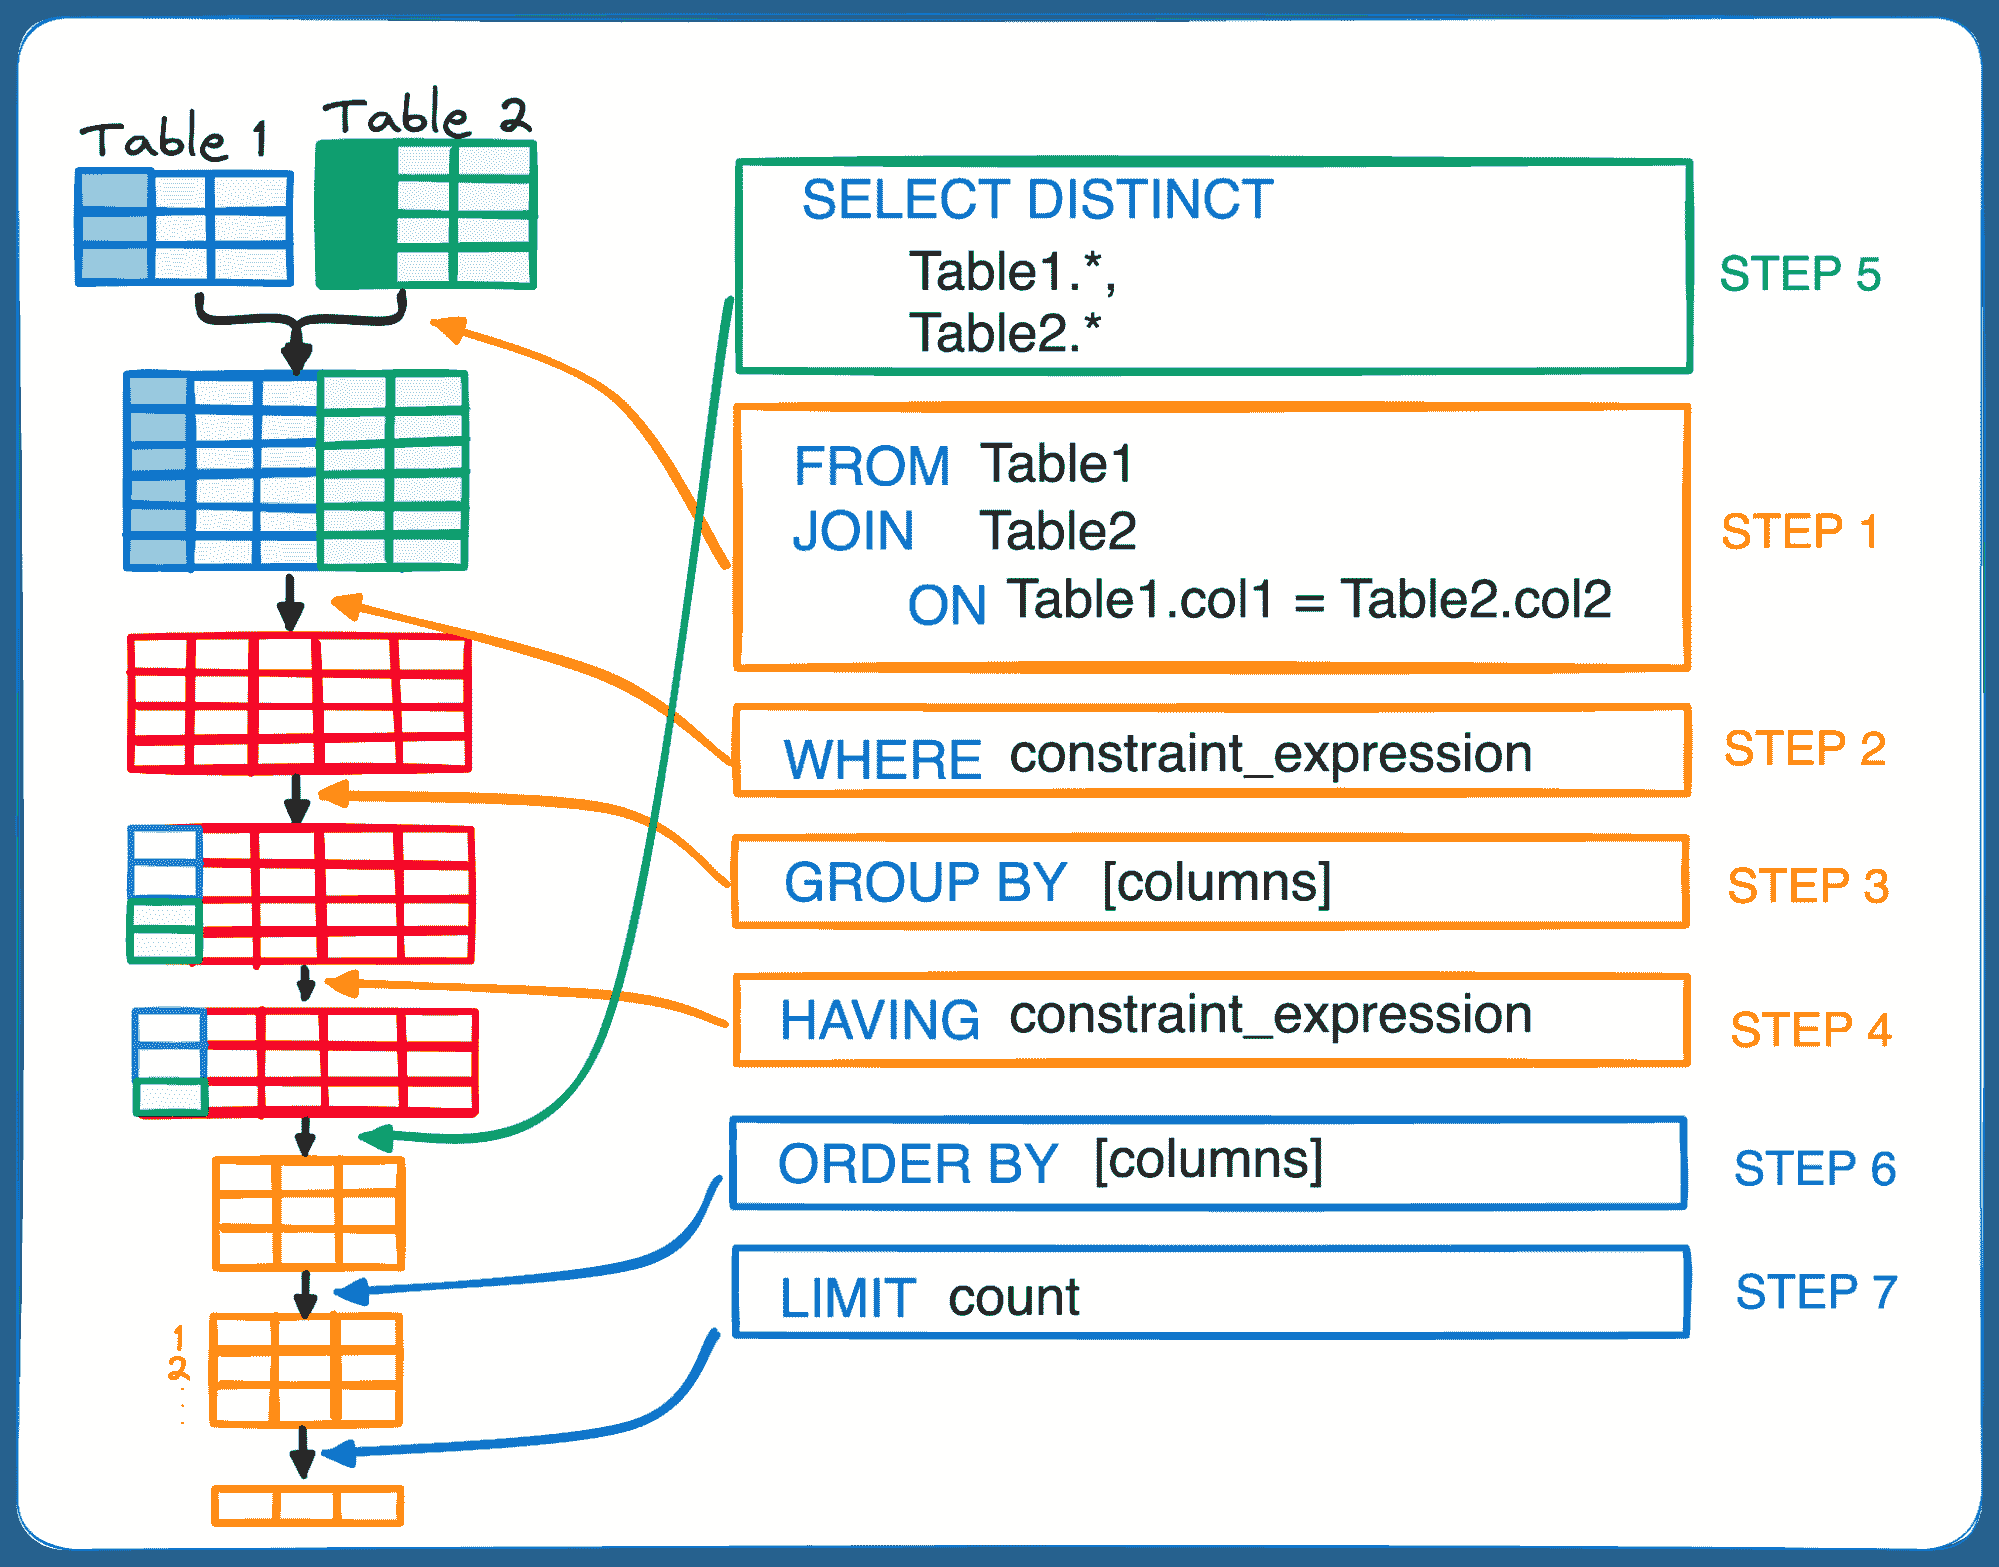 Table 1
Table 2
SELECT DISTINCT
Table1.*,
Table2.*
STEP 5
FROM Table1
JOIN Table2
ON Table1.col1 = Table2.col2
STEP 1
WHERE constraint_expression
STEP 2
GROUP BY [columns]
STEP 3
HAVING constraint_expression
STEP 4
ORDER BY [columns]
STEP 6
LIMIT count
STEP 7
1
2